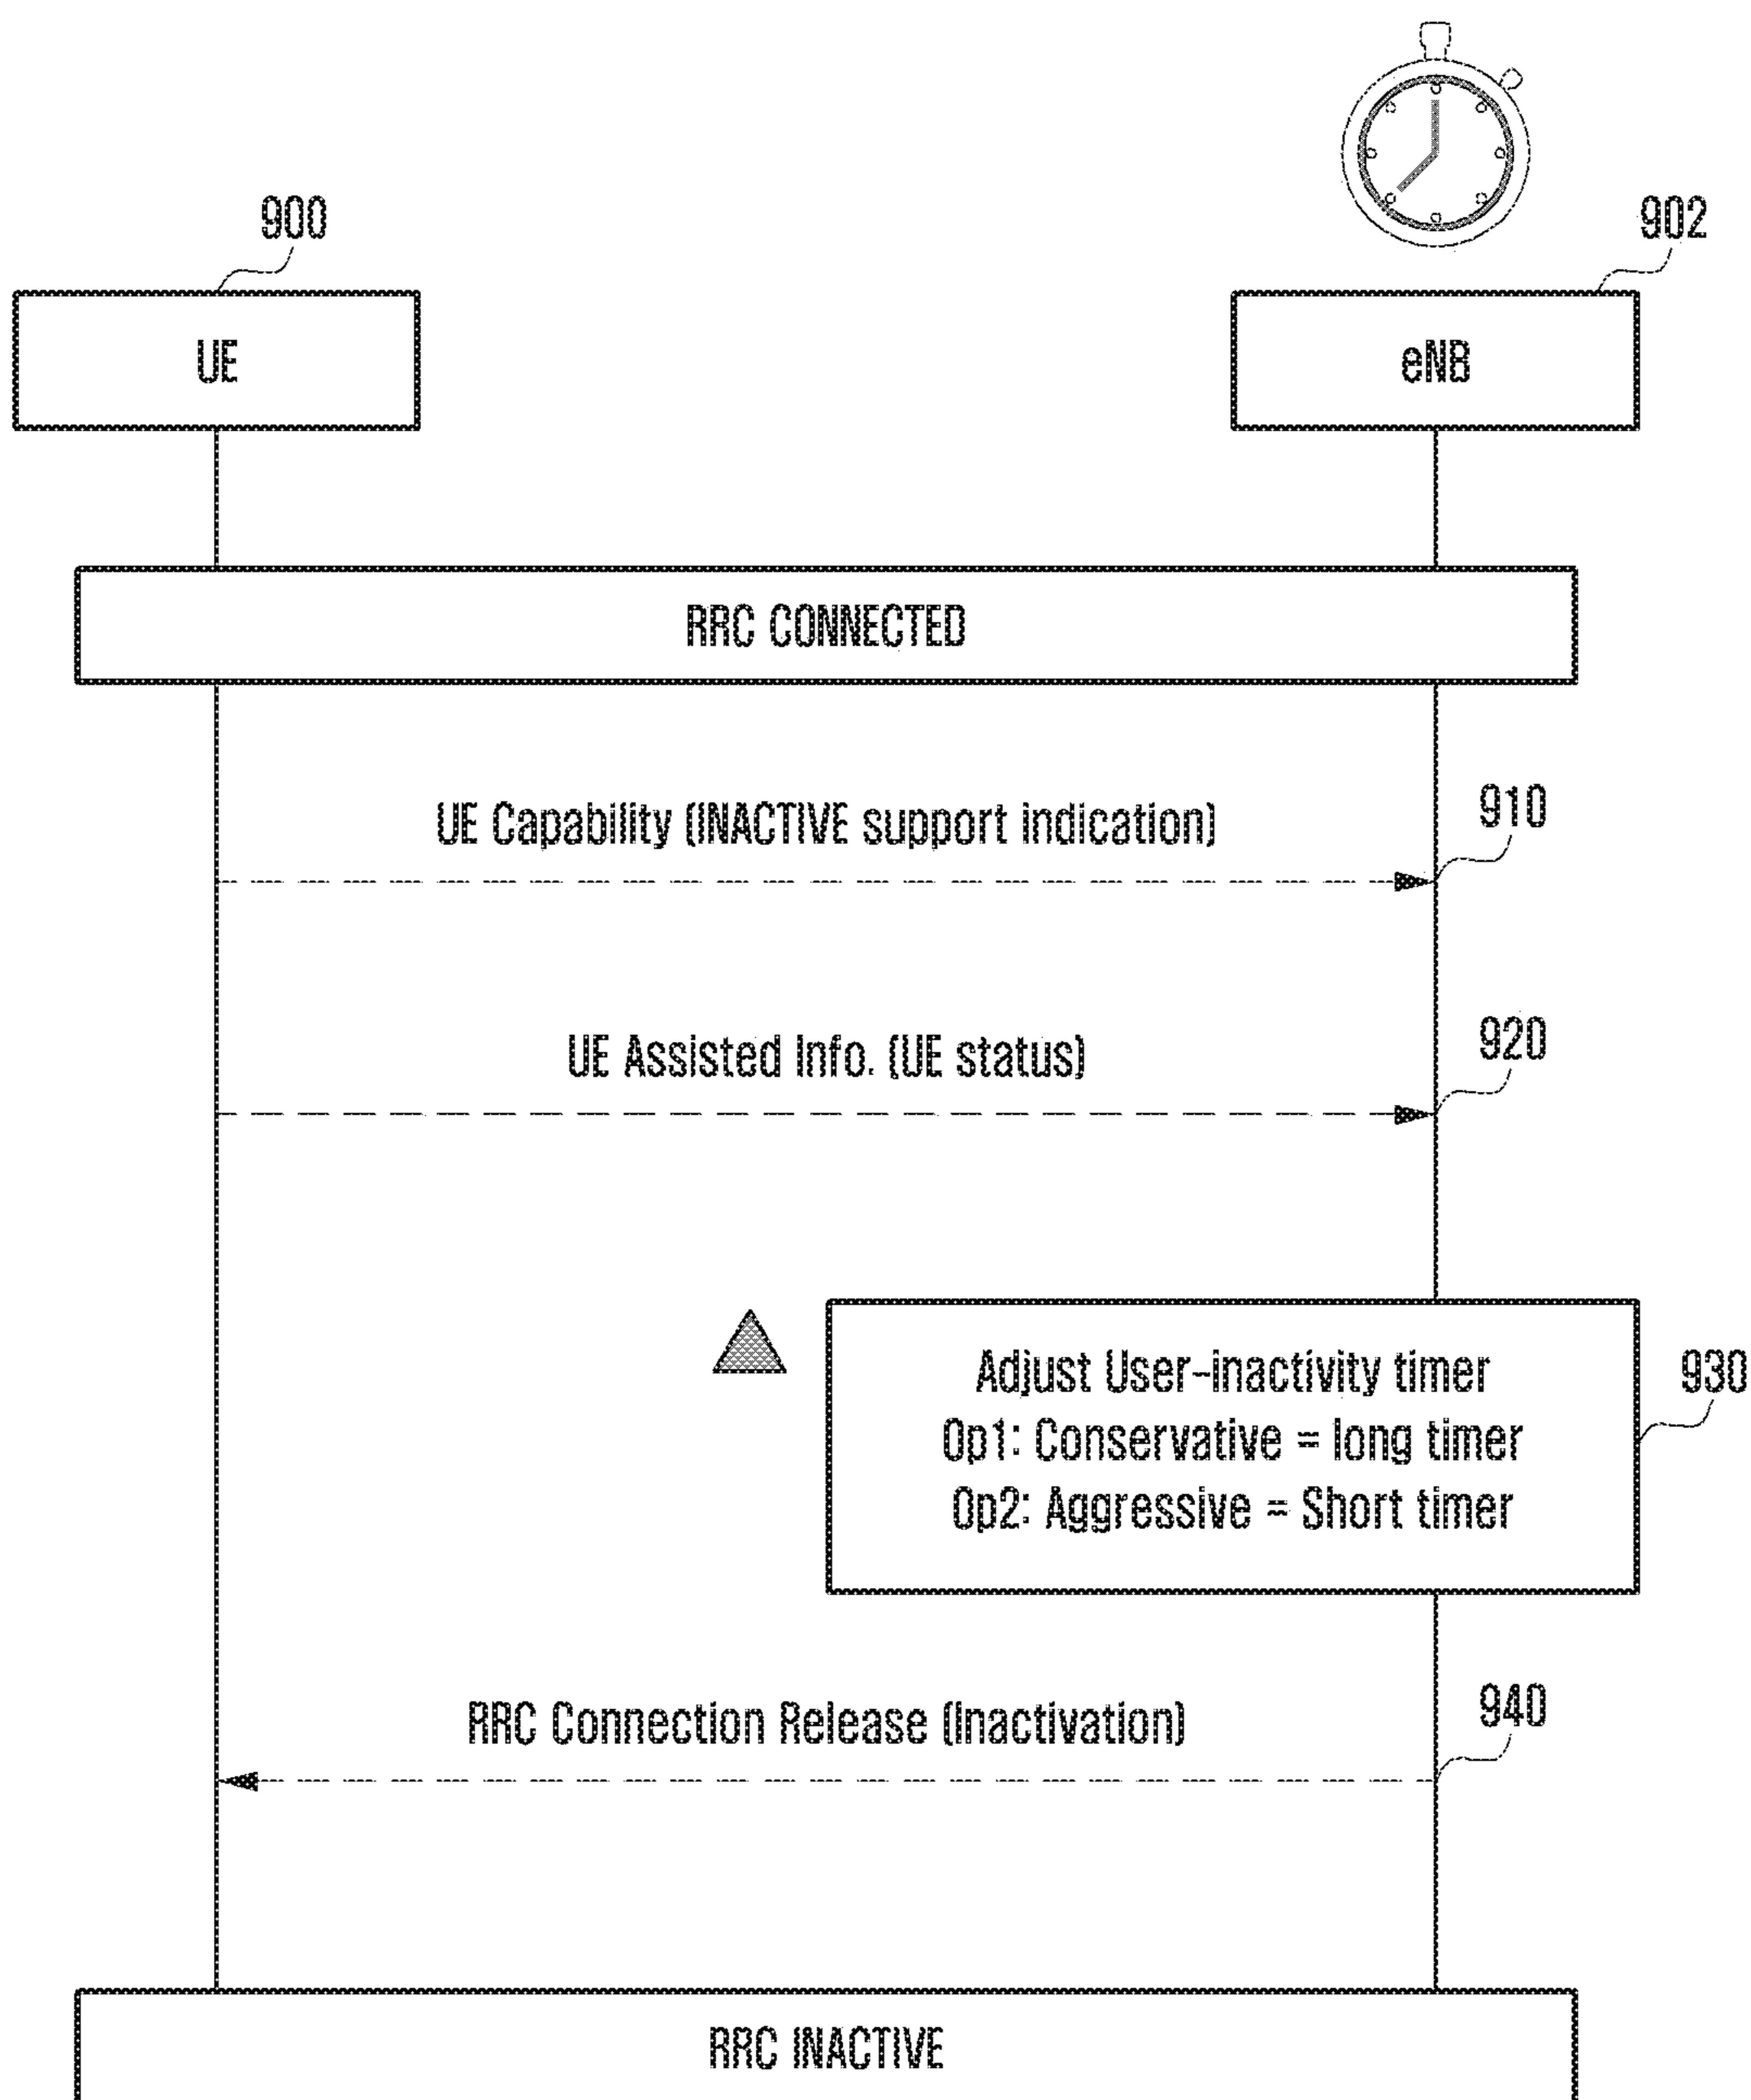 900
902
UE
eNB
RRC CONNECTED
UE Capability (INACTIVE support indication)
910
UE Assisted Info. (UE status)
920
Adjust User-inactivity timer
Op1: Conservative = long timer
Op2: Aggressive = Short timer
930
RRC Connection Release (Inactivation)
940
RRC INACTIVE